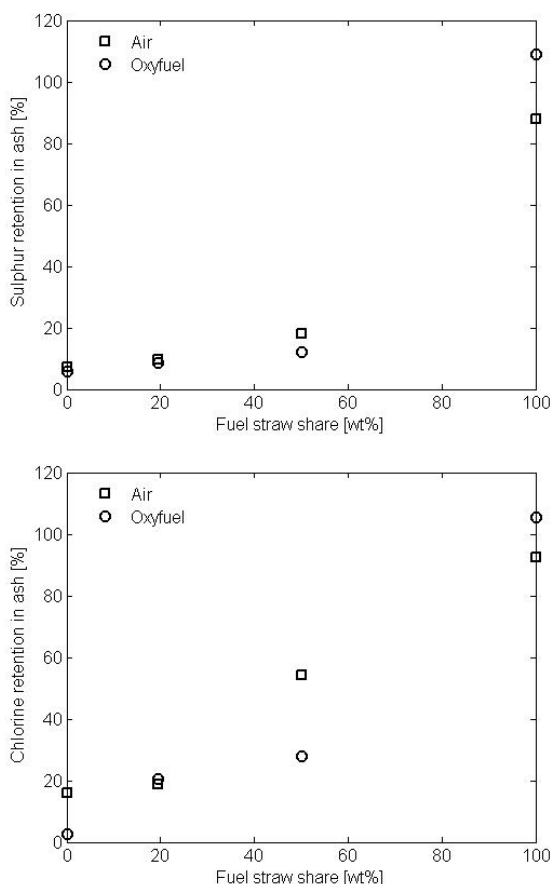 120
100
80
60
40
20
0
Sulphur retention in ash [%]
Air
Oxyfuel
0 20 40 60 80 100
Fuel straw share [wt%]
120
100
80
60
40
20
0
Chlorine retention in ash [%]
Air
Oxyfuel
0 20 40 60 80 100
Fuel straw share [wt%]